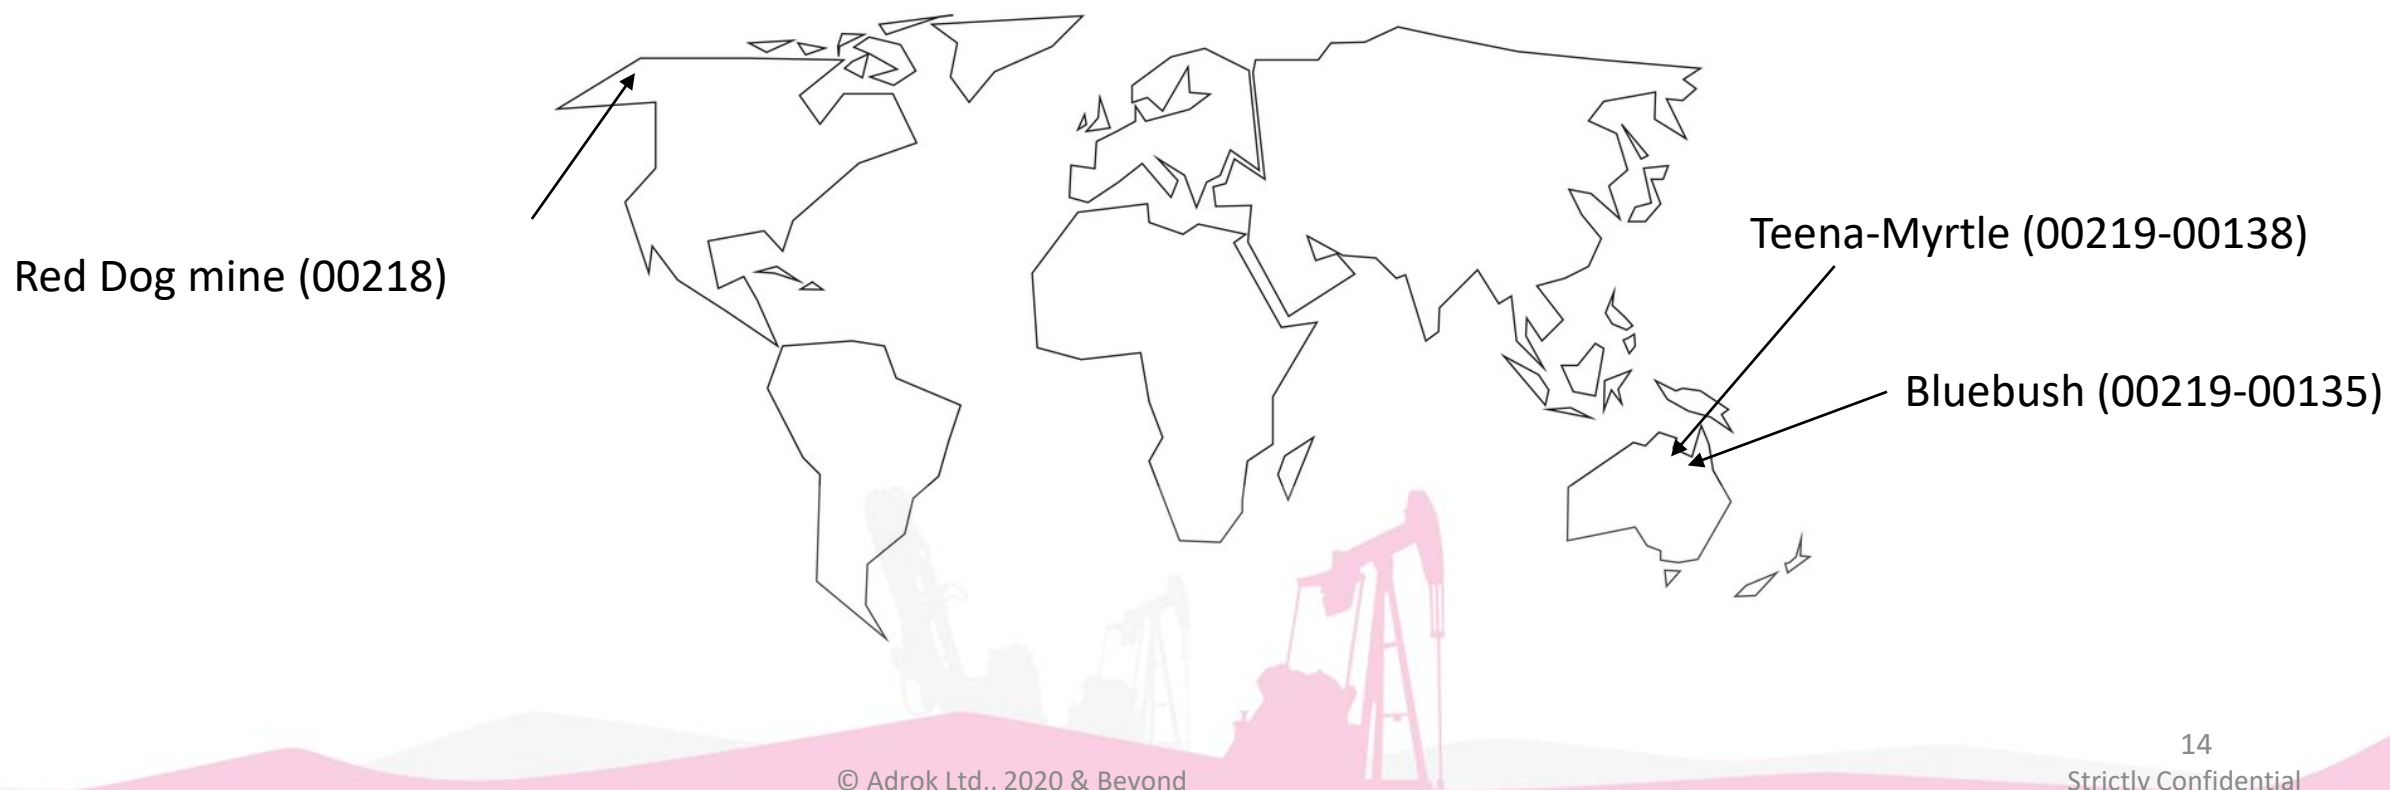 Teena-Myrtle (00219-00138)
Red Dog mine (00218)
Bluebush (00219-00135)
14
© Adrok Ltd., 2020 & Beyond
Strictly Confidential